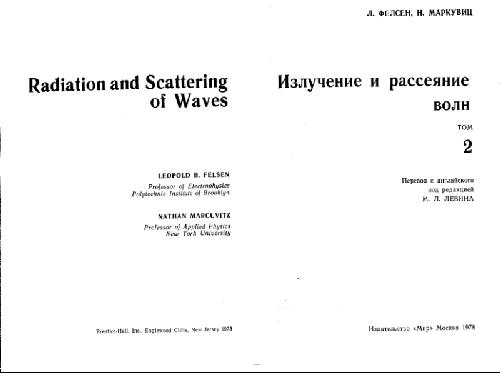 Radiation and Scattering
of Waves
LEOPOLD B. FELSEN
Professor of Electrophysics
Polytechnic Institute of Brooklyn
NATHAN MARCUVITZ
Professor of Applied Physics
New York University
Prentice-Hall, Inc. Englewood Cliffs, New Jersey 1973
Л. ФЕЛСЕН, Н. МАРКУВИЦ
Излучение и рассеяние
волн
ТОМ
2
Перевод с английского
под редакцией
М. Л. ЛЕВИНА
Издательство «Мир» Москва 1978